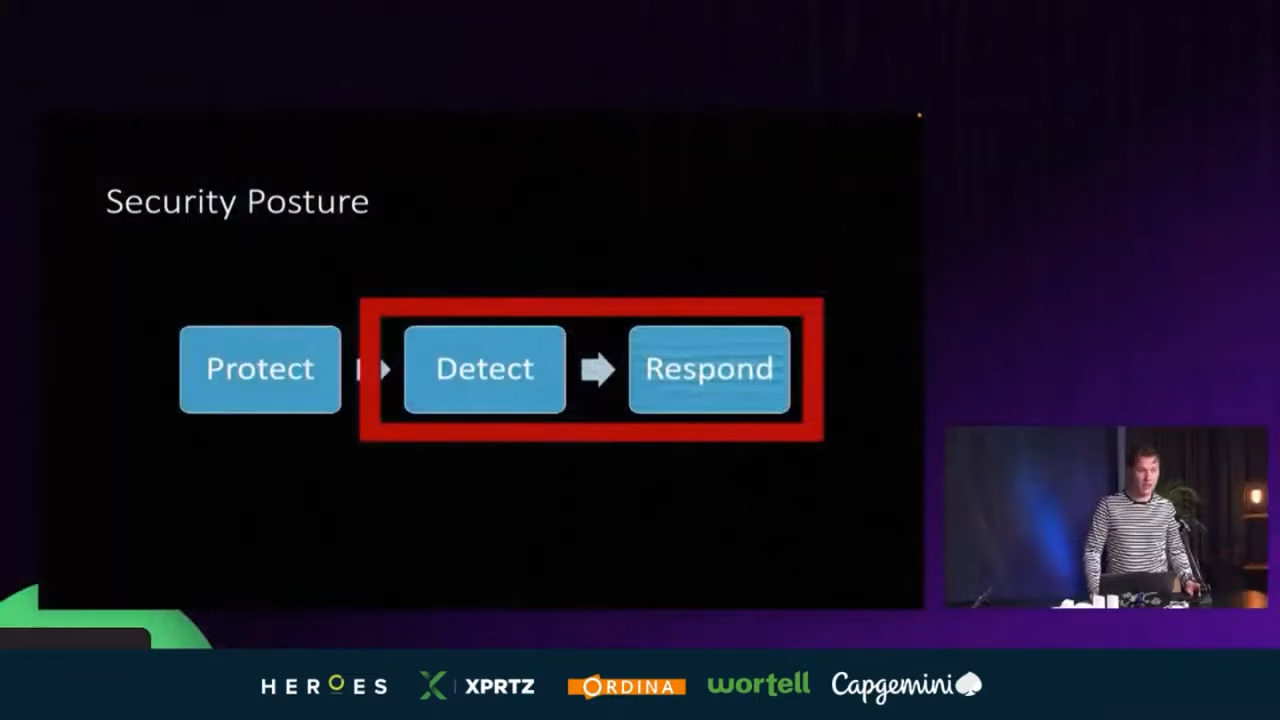 Security Posture
Protect
Detect
Respond
HEROES
XPRTZ
ORDINA
wortell
Capgemini